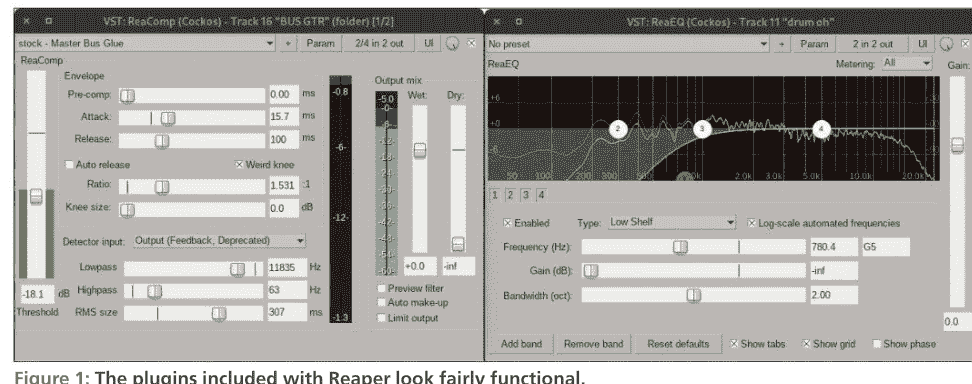 VST: ReaComp (Cockos) - Track 16 "BUS GTR" (folder) [1/2]
stock - Master Bus Glue
+
Param
2/4 in 2 out
UI
ReaComp
Envelope
Pre-comp: 0.00 ms
Attack: 15.7 ms
Release: 100 ms
Auto release
Weird knee
Ratio: 1.531 :1
Knee size: 0.0 dB
Detector input: Output (Feedback, Deprecated)
Lowpass 11835 Hz
Highpass 63 Hz
RMS size 307 ms
-18.1 dB
Threshold
-0.8
-6-
-12-
-1.3
Output mix
Wet: Dry:
-5.0
+0.0 -inf
Preview filter
Auto make-up
Limit output
VST: ReaEQ (Cockos) - Track 11 "drum oh"
No preset
+
Param
2 in 2 out
UI
ReaEQ
Metering: All
Gain:
+6
+0
-6
2 3 4
50 100 200 300 1.0k 2.0k 3.0k 5.0k 10.0k 20.0k
1 2 3 4
Enabled
Type: Low Shelf
Log-scale automated frequencies
Frequency (Hz): 780.4 G5
Gain (dB): -inf
Bandwidth (oct): 2.00
0.0
Add band
Remove band
Reset defaults
Show tabs
Show grid
Show phase
Figure 1: The plugins included with Reaper look fairly functional.